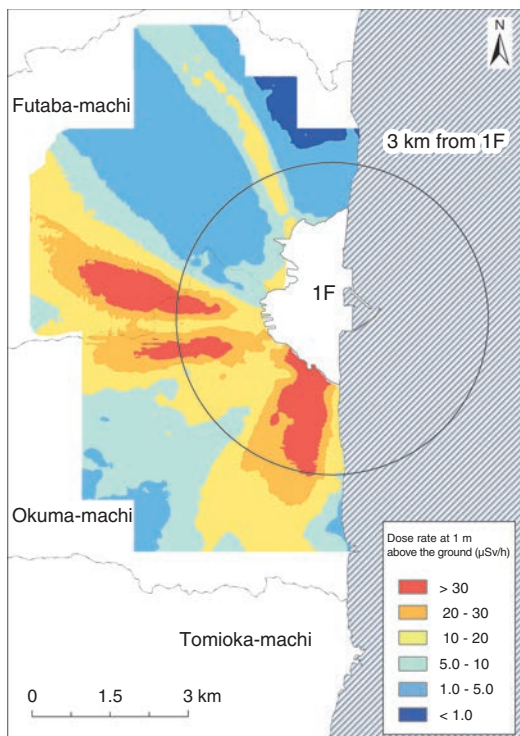 N
Futaba-machi
3 km from 1F
1F
Okuma-machi
Tomioka-machi
0 1.5 3 km
Dose rate at 1 m
above the ground (µSv/h)
> 30
20 - 30
10 - 20
5.0 - 10
1.0 - 5.0
< 1.0